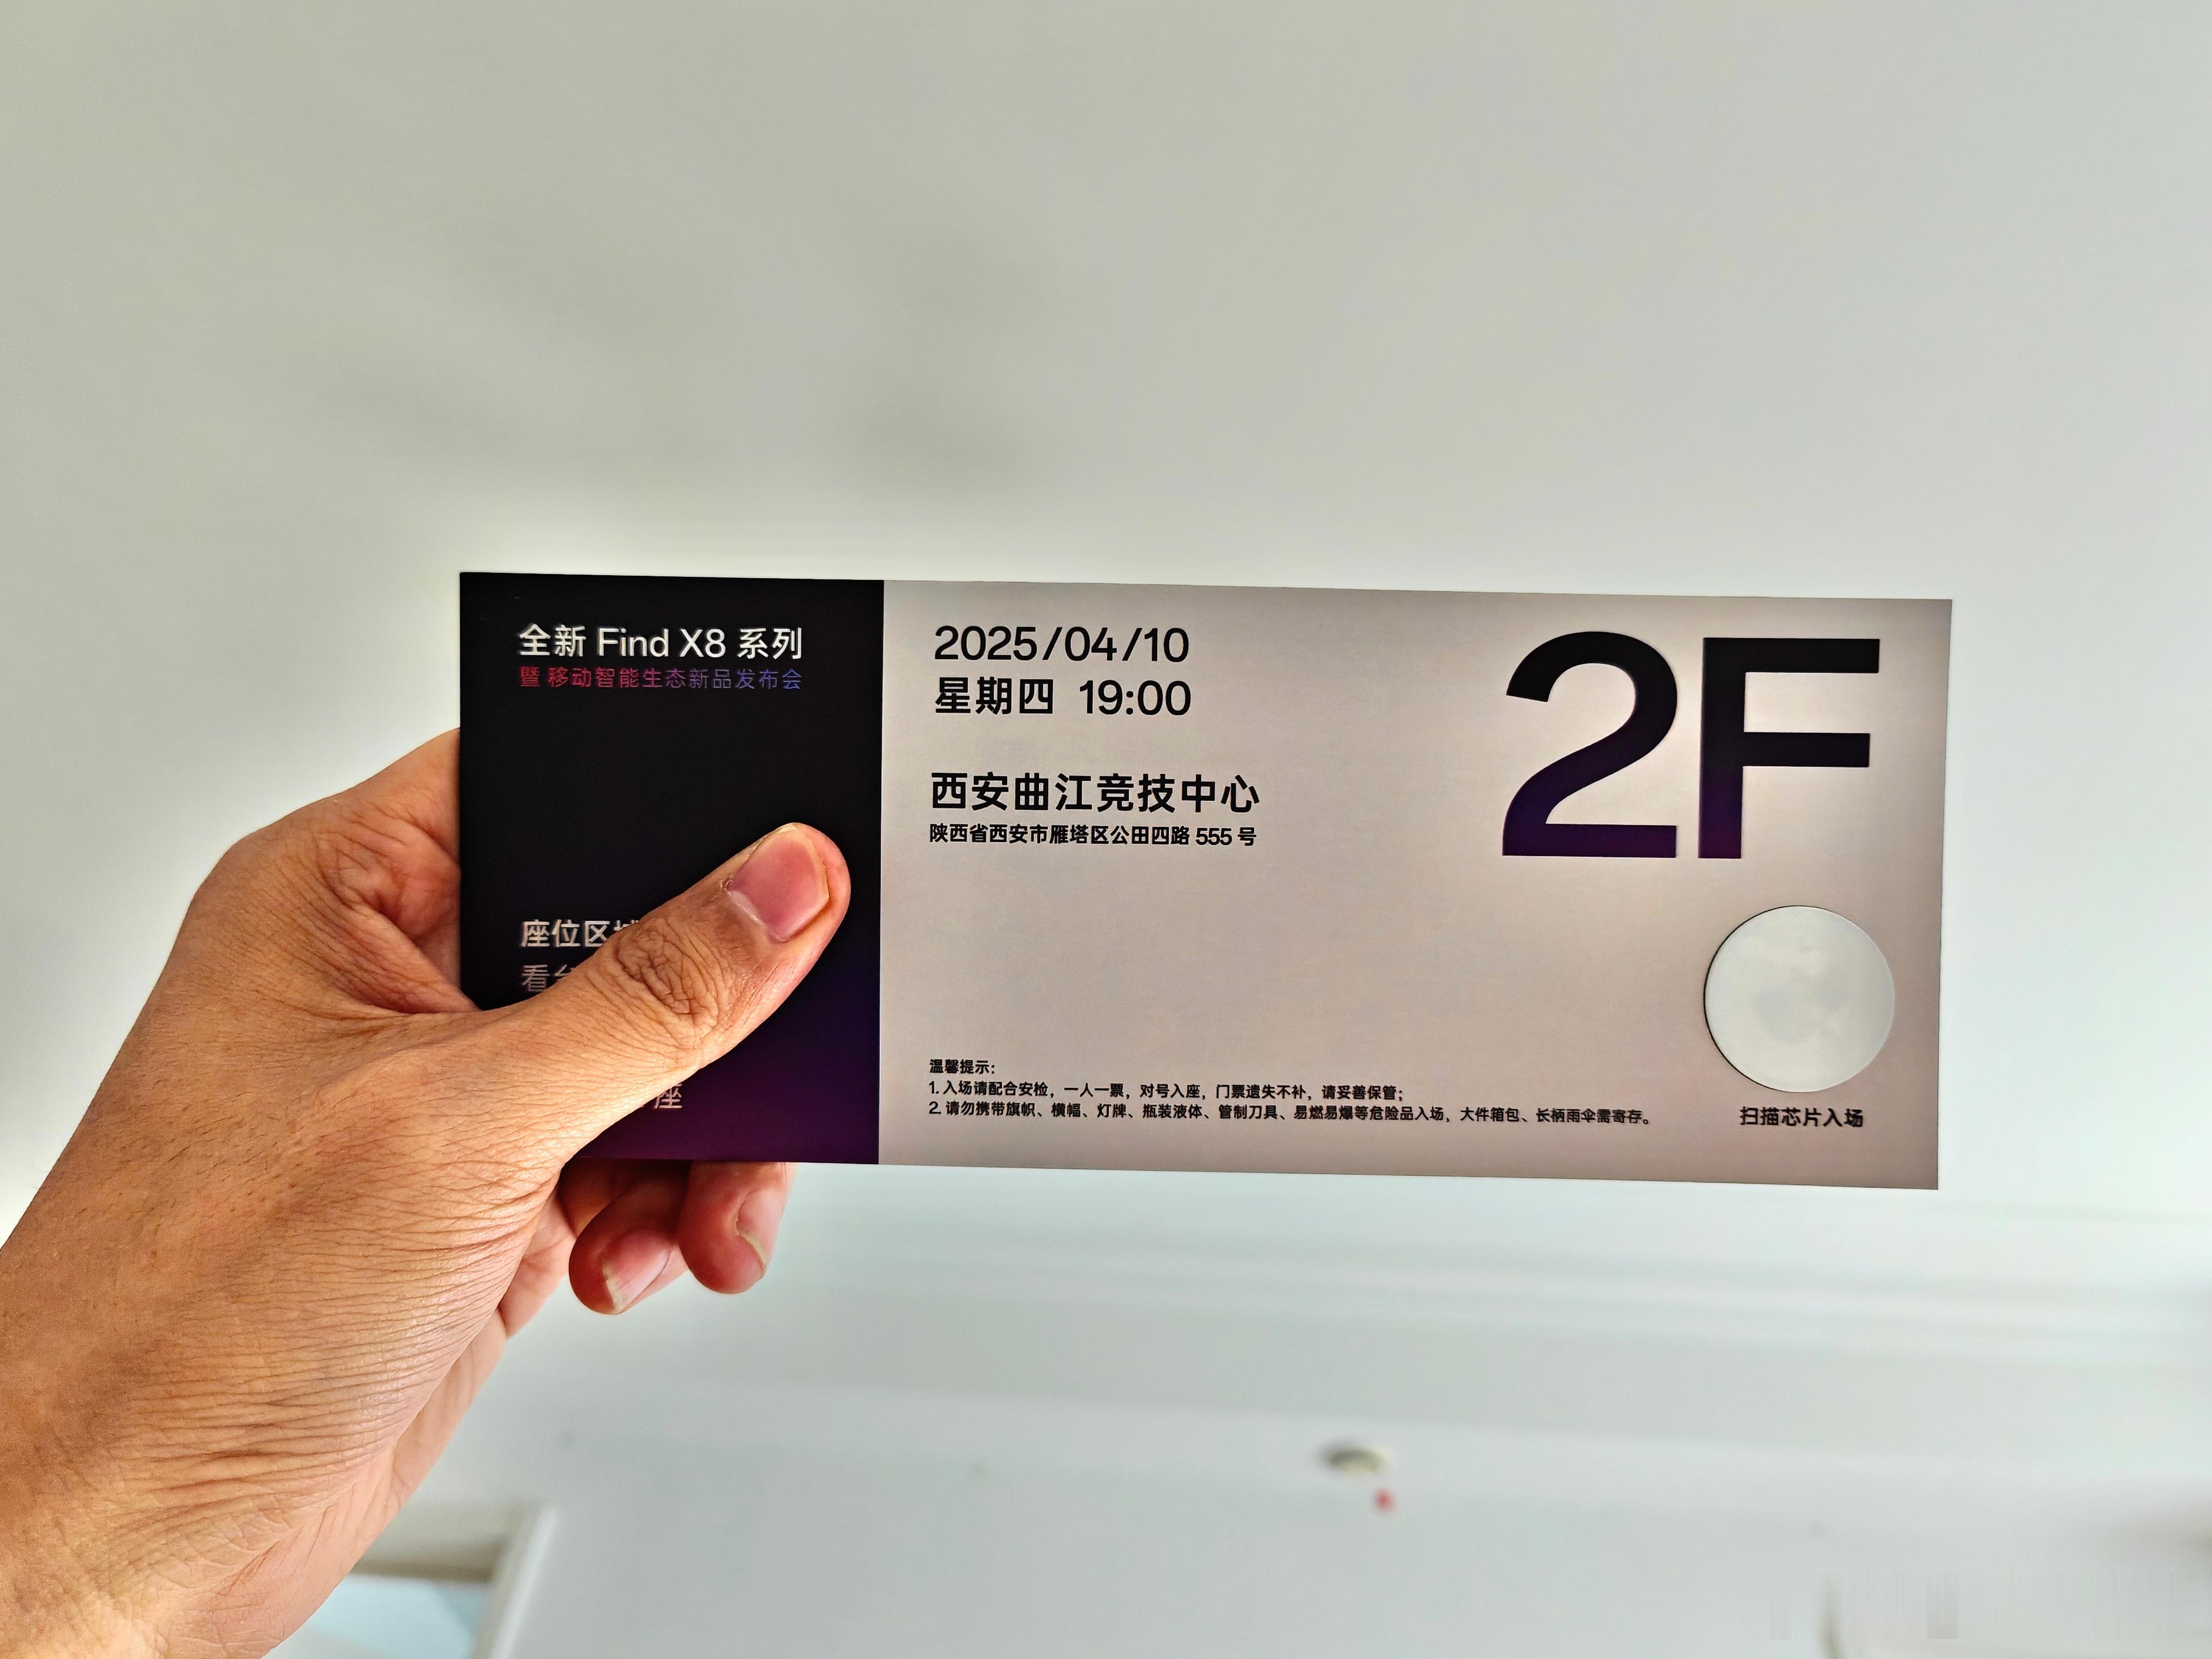 全新 Find X8 系列
暨 移动智能生态新品发布会
座位区
看
座
2025/04/10
星期四 19:00
西安曲江竞技中心
陕西省西安市雁塔区公田四路 555 号
温馨提示：
1. 入场请配合安检，一人一票，对号入座，门票遗失不补，请妥善保管；
2. 请勿携带旗帜、横幅、灯牌、瓶装液体、管制刀具、易燃易爆等危险品入场，大件箱包、长柄雨伞需寄存。
2F
扫描芯片入场